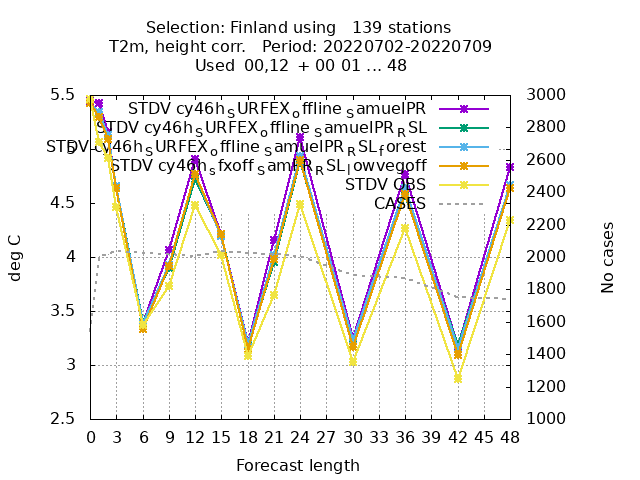 Selection: Finland using 139 stations
T2m, height corr. Period: 20220702-20220709
Used 00,12 + 00 01 ... 48
STDV cy46h_SURFEX_offline_SamuelPR
STDV cy46h_SURFEX_offline_SamuelPR_RSL
STDV cy46h_SURFEX_offline_SamuelPR_RSL_forest
STDV cy46h_sfxoff_SamPR_RSL_lowvegoff
STDV OBS
CASES
5.5
5
4.5
4
3.5
3
2.5
deg C
3000
2800
2600
2400
2200
2000
1800
1600
1400
1200
1000
No cases
0 3 6 9 12 15 18 21 24 27 30 33 36 39 42 45 48
Forecast length